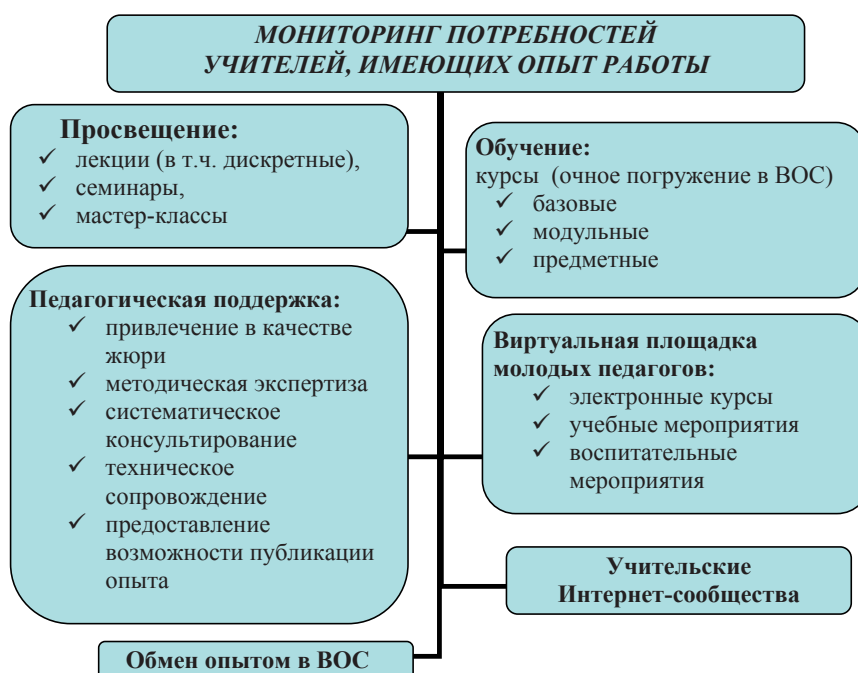 МОНИТОРИНГ ПОТРЕБНОСТЕЙ
УЧИТЕЛЕЙ, ИМЕЮЩИХ ОПЫТ РАБОТЫ
Просвещение:
✓ лекции (в т.ч. дискретные),
✓ семинары,
✓ мастер-классы
Обучение:
курсы (очное погружение в ВОС)
✓ базовые
✓ модульные
✓ предметные
Педагогическая поддержка:
✓ привлечение в качестве
жюри
✓ методическая экспертиза
✓ систематическое
консультирование
✓ техническое
сопровождение
✓ предоставление
возможности публикации
опыта
Виртуальная площадка
молодых педагогов:
✓ электронные курсы
✓ учебные мероприятия
✓ воспитательные
мероприятия
Учительские
Интернет-сообщества
Обмен опытом в ВОС